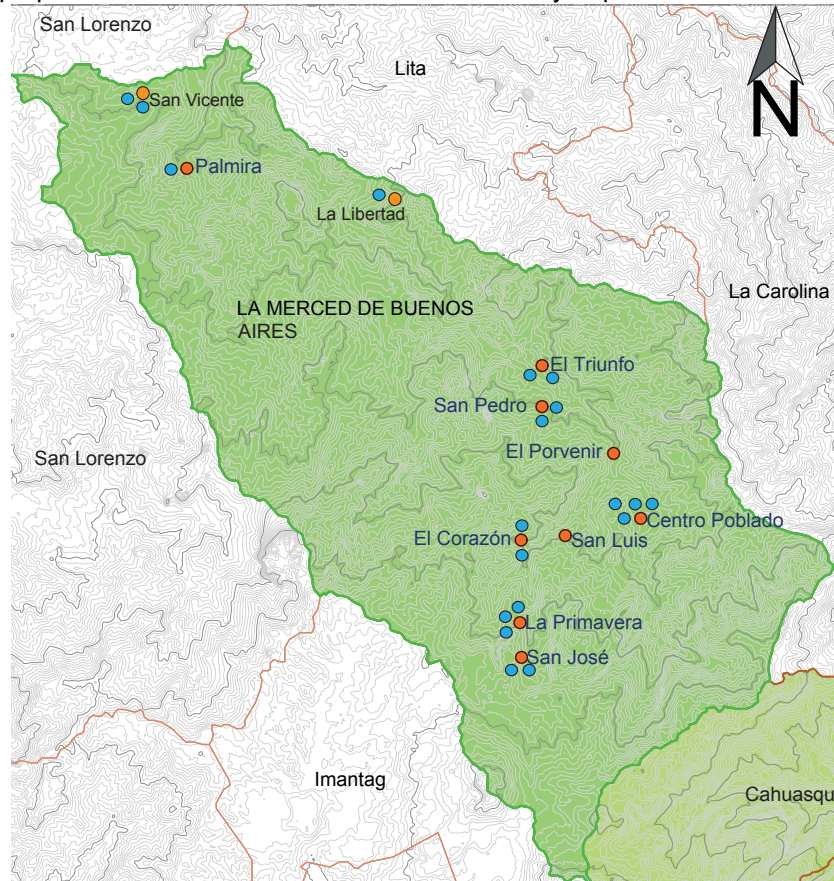 San Lorenzo
Lita
N
San Vicente
Palmira
La Libertad
La Carolina
LA MERCED DE BUENOS
AIRES
El Triunfo
San Pedro
El Porvenir
San Lorenzo
Centro Poblado
El Corazón
San Luis
La Primavera
San José
Imantag
Cahuasqu